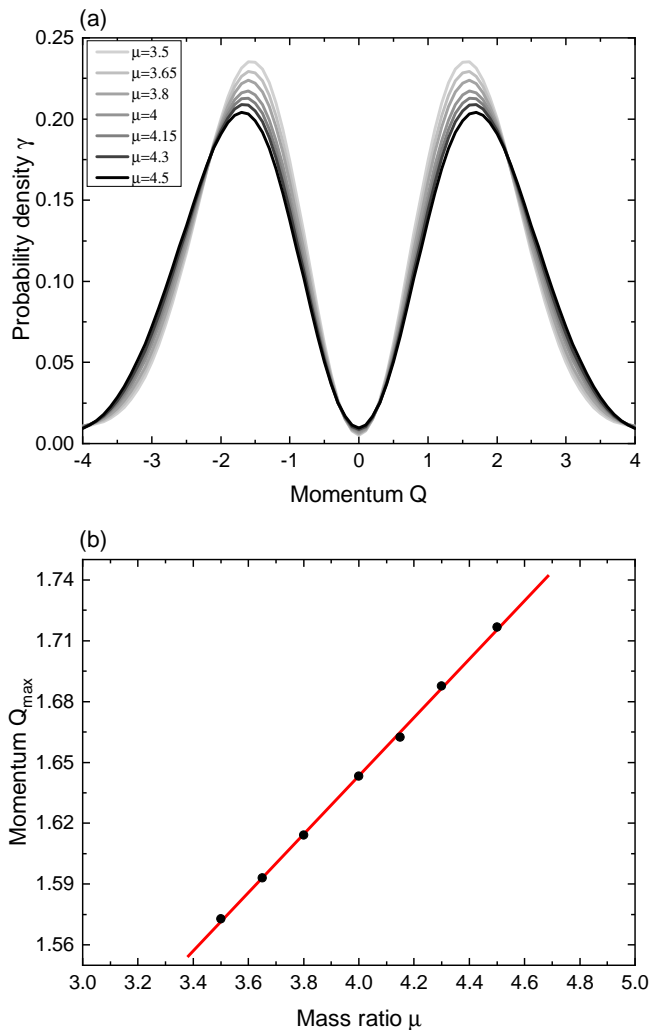 (a)
0.25
0.20
0.15
0.10
0.05
0.00
Probability density γ
μ=3.5
μ=3.65
μ=3.8
μ=4
μ=4.15
μ=4.3
μ=4.5
-4 -3 -2 -1 0 1 2 3 4
Momentum Q
(b)
1.74
1.71
1.68
1.65
1.62
1.59
1.56
Momentum Qmax
3.0 3.2 3.4 3.6 3.8 4.0 4.2 4.4 4.6 4.8 5.0
Mass ratio μ